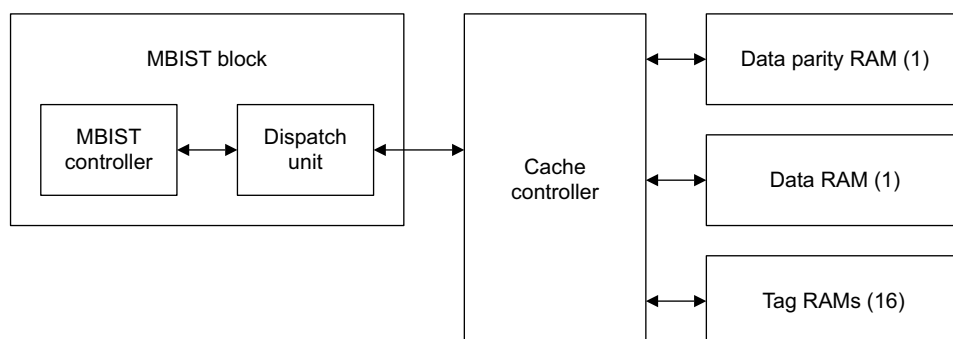 MBIST block
MBIST
controller
Dispatch
unit
Cache
controller
Data parity RAM (1)
Data RAM (1)
Tag RAMs (16)